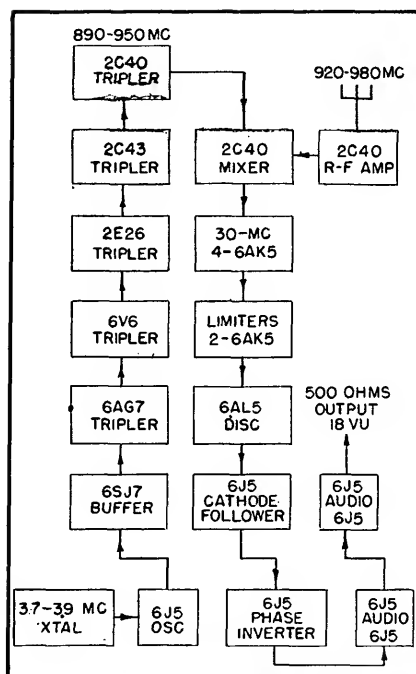 890-950 MC
2C40
TRIPLER
2C43
TRIPLER
2E26
TRIPLER
6V6
TRIPLER
6AG7
TRIPLER
6SJ7
BUFFER
3.7-3.9 MC
XTAL
6J5
OSC
920-980 MC
2C40
R-F AMP
2C40
MIXER
30-MC
4-6AK5
LIMITERS
2-6AK5
6AL5
DISC
6J5
CATHODE
FOLLOWER
6J5
PHASE
INVERTER
6J5
AUDIO
6J5
6J5
AUDIO
6J5
500 OHMS
OUTPUT
18 VU